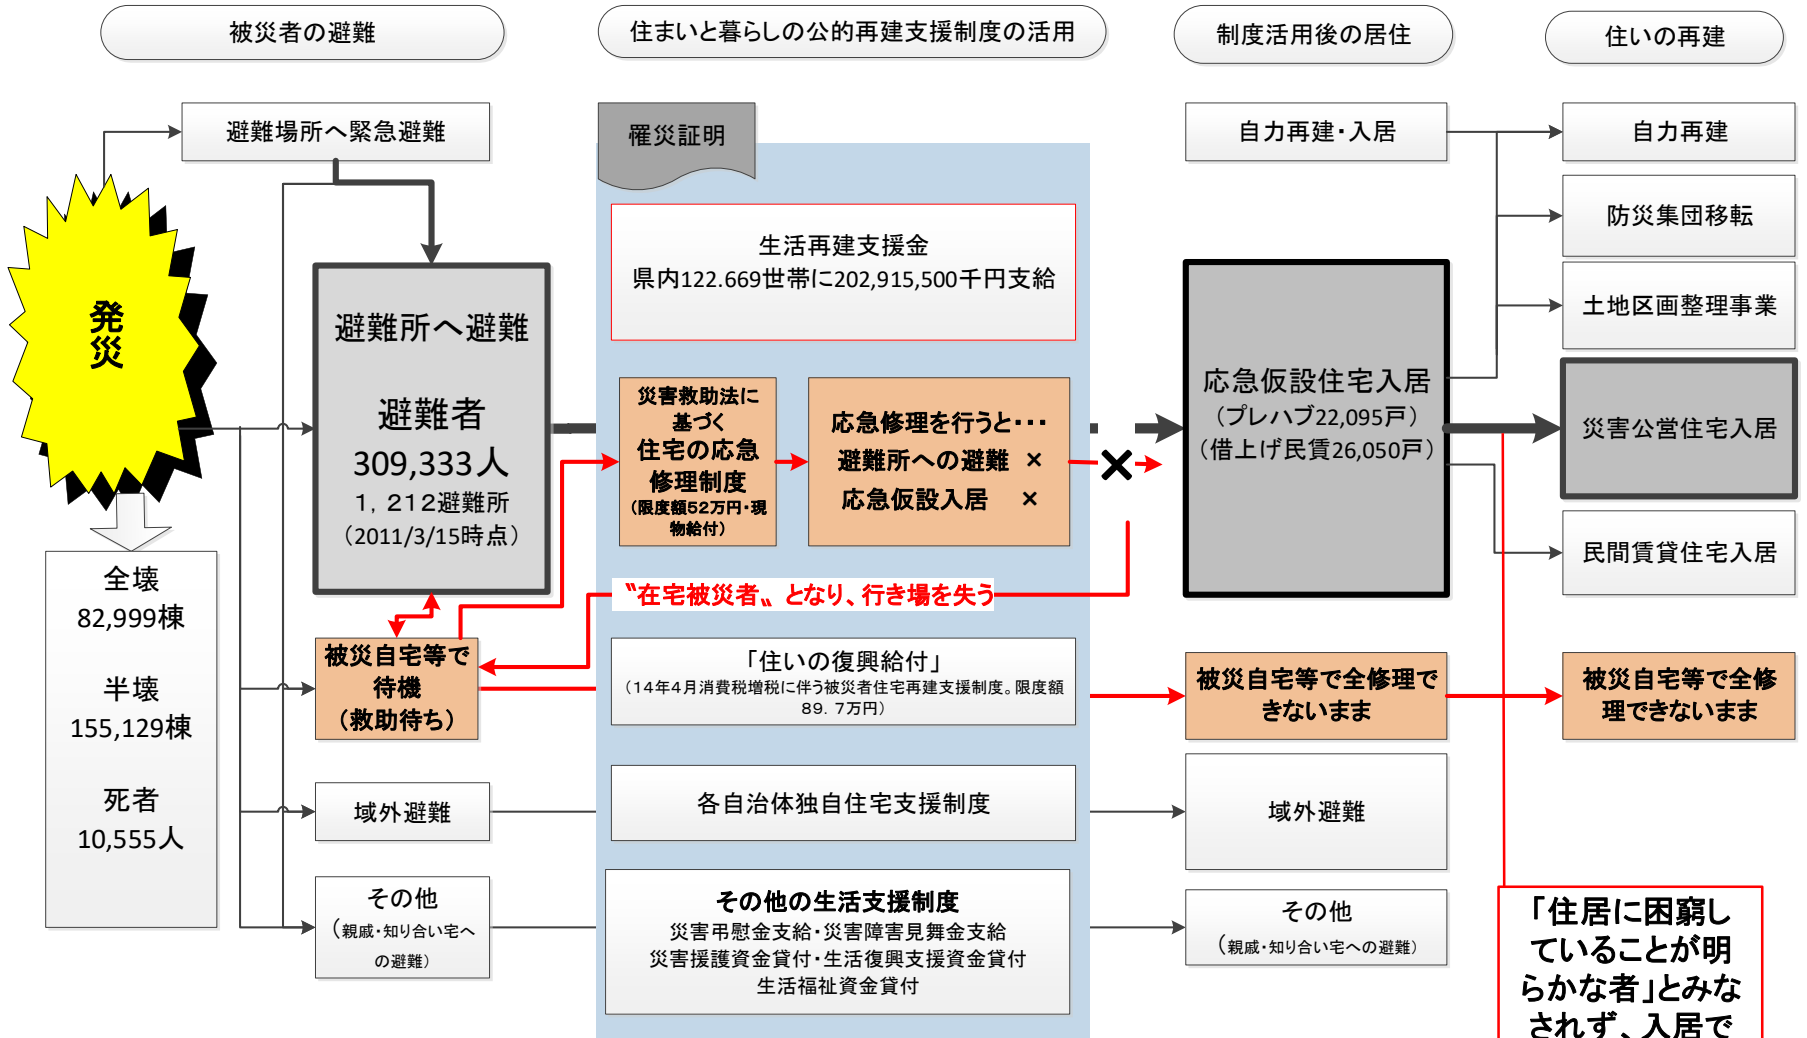 被災者の避難
住まいと暮らしの公的再建支援制度の活用
制度活用後の居住
住いの再建
避難場所へ緊急避難
罹災証明
自力再建・入居
自力再建
防災集団移転
生活再建支援金
県内122.669世帯に202,915,500千円支給
土地区画整理事業
発
災
避難所へ避難
避難者
309,333人
1，212避難所
（2011/3/15時点）
災害救助法に
基づく
住宅の応急
修理制度
（限度額52万円・現
物給付）
応急修理を行うと・・・
避難所への避難 ×
応急仮設入居 ×
応急仮設住宅入居
（プレハブ22,095戸）
（借上げ民賃26,050戸）
災害公営住宅入居
民間賃貸住宅入居
全壊
82,999棟
半壊
155,129棟
死者
10,555人
〝在宅被災者〟となり、行き場を失う
被災自宅等で
待機
（救助待ち）
「住いの復興給付」
（14年4月消費税増税に伴う被災者住宅再建支援制度。限度額
89．7万円）
被災自宅等で全修理で
きないまま
被災自宅等で全修
理できないまま
域外避難
各自治体独自住宅支援制度
域外避難
その他
（親戚・知り合い宅へ
の避難）
その他の生活支援制度
災害弔慰金支給・災害障害見舞金支給
災害援護資金貸付・生活復興支援資金貸付
生活福祉資金貸付
その他
（親戚・知り合い宅への避難）
「住居に困窮し
ていることが明
らかな者」とみな
されず、入居で